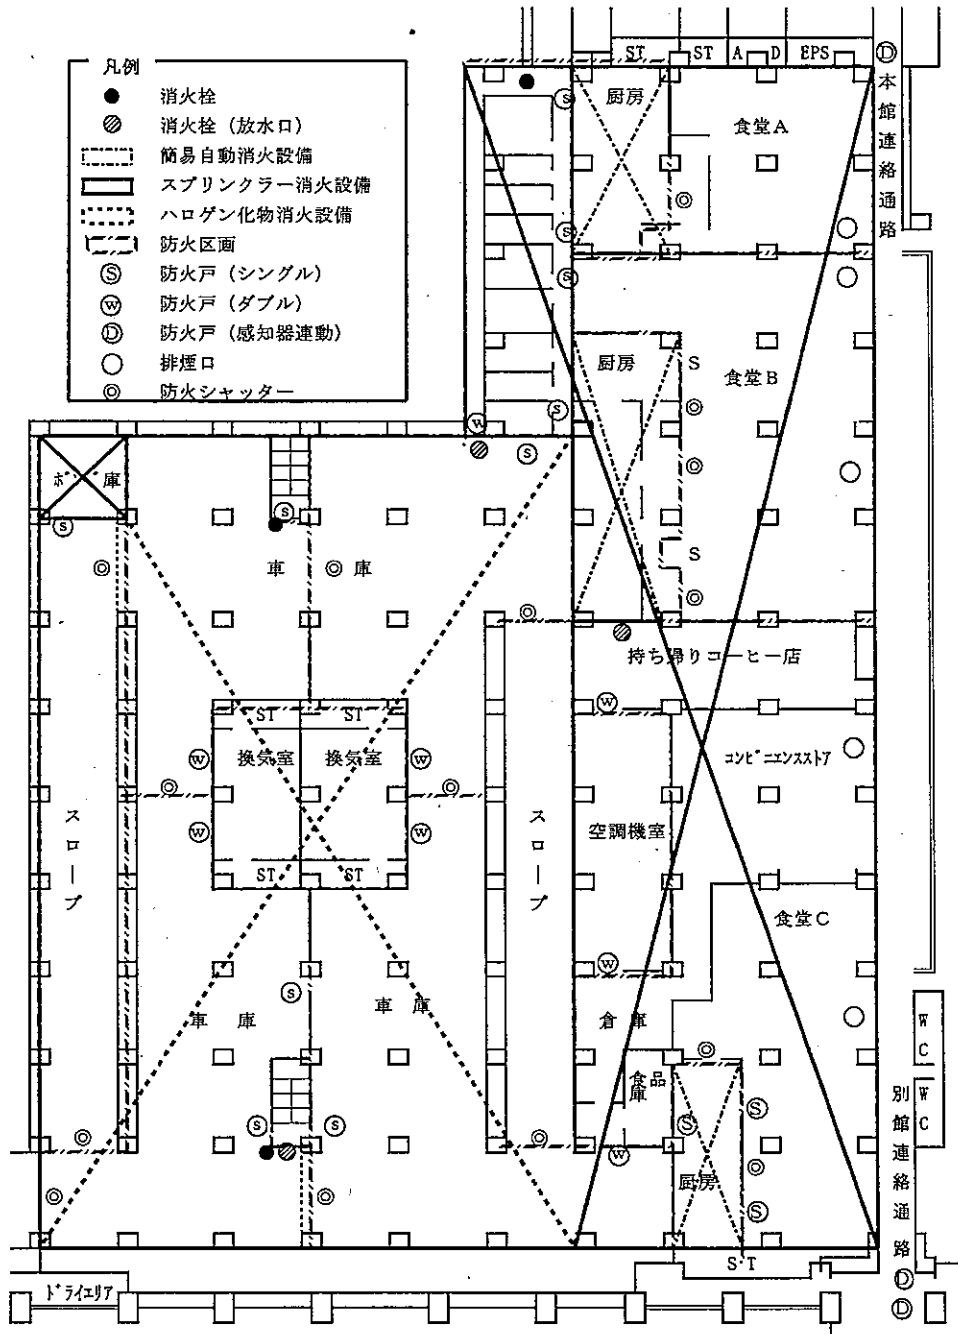 凡例
消火栓
消火栓（放水口）
簡易自動消火設備
スプリンクラー消火設備
ハロゲン化物消火設備
防火区画
S 防火戸（シングル）
W 防火戸（ダブル）
D 防火戸（感知器連動）
排煙口
防火シャッター
ST ST A D EPS
D
本館連絡通路
厨房
食堂A
S
S
S
厨房
S
食堂B
S
W
S
S
ボ 庫
S
S
車 庫
持ち帰りコーヒー店
W
ST ST
換気室 換気室
W W
W W
ST ST
コンビニエンスストア
空調機室
スロープ
スロープ
食堂C
W
S
車 庫
車 庫
倉庫
食品庫
WC
WC
別館連絡通路
S S
S
S
W
厨房
S
S・T
ドライエリア
D
D